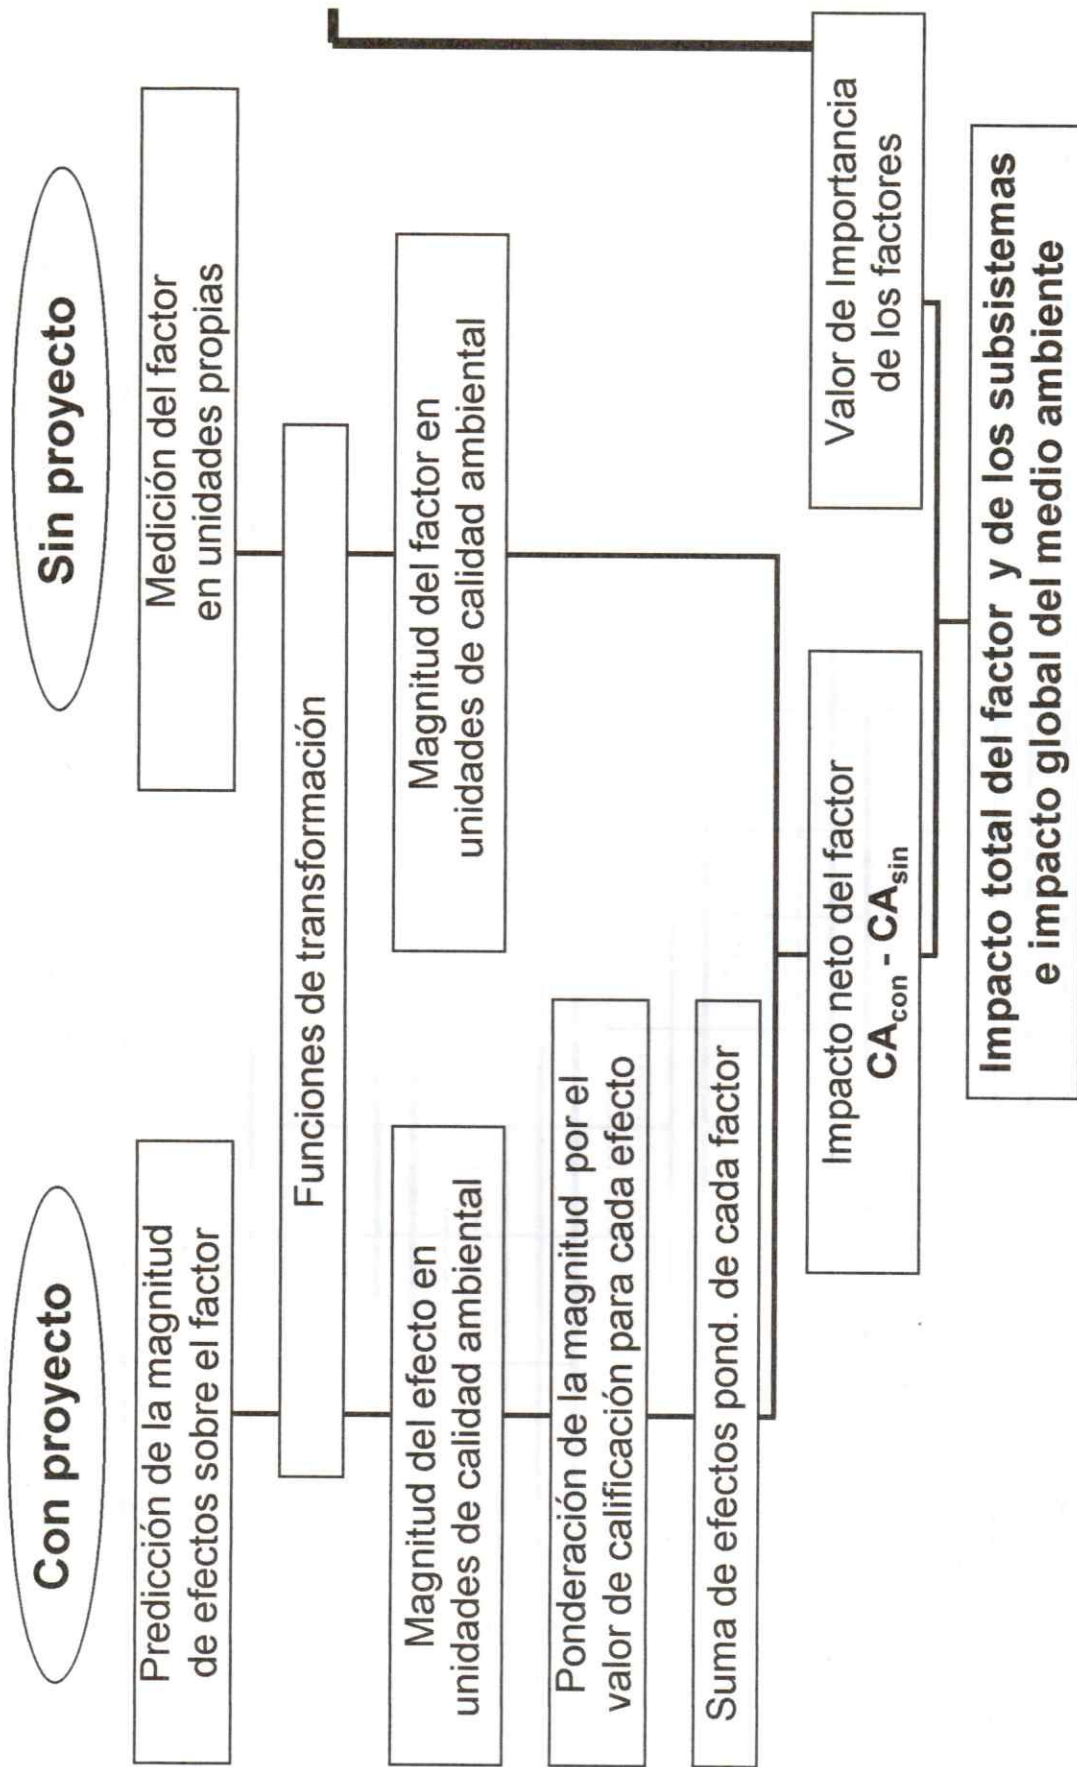 Con proyecto
Sin proyecto
Predicción de la magnitud
de efectos sobre el factor
Medición del factor
en unidades propias
Funciones de transformación
Magnitud del efecto en
unidades de calidad ambiental
Magnitud del factor en
unidades de calidad ambiental
Ponderación de la magnitud por el
valor de calificación para cada efecto
Suma de efectos pond. de cada factor
Impacto neto del factor
CAcon - CAsin
Valor de Importancia
de los factores
Impacto total del factor y de los subsistemas
e impacto global del medio ambiente